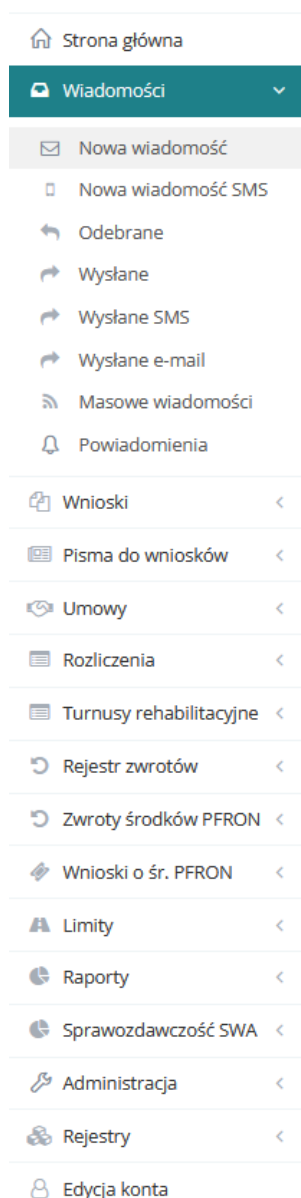 Strona główna
Wiadomości
Nowa wiadomość
Nowa wiadomość SMS
Odebrane
Wysłane
Wysłane SMS
Wysłane e-mail
Masowe wiadomości
Powiadomienia
Wnioski
Pisma do wniosków
Umowy
Rozliczenia
Turnusy rehabilitacyjne
Rejestr zwrotów
Zwroty środków PFRON
Wnioski o śr. PFRON
Limity
Raporty
Sprawozdawczość SWA
Administracja
Rejestry
Edycja konta